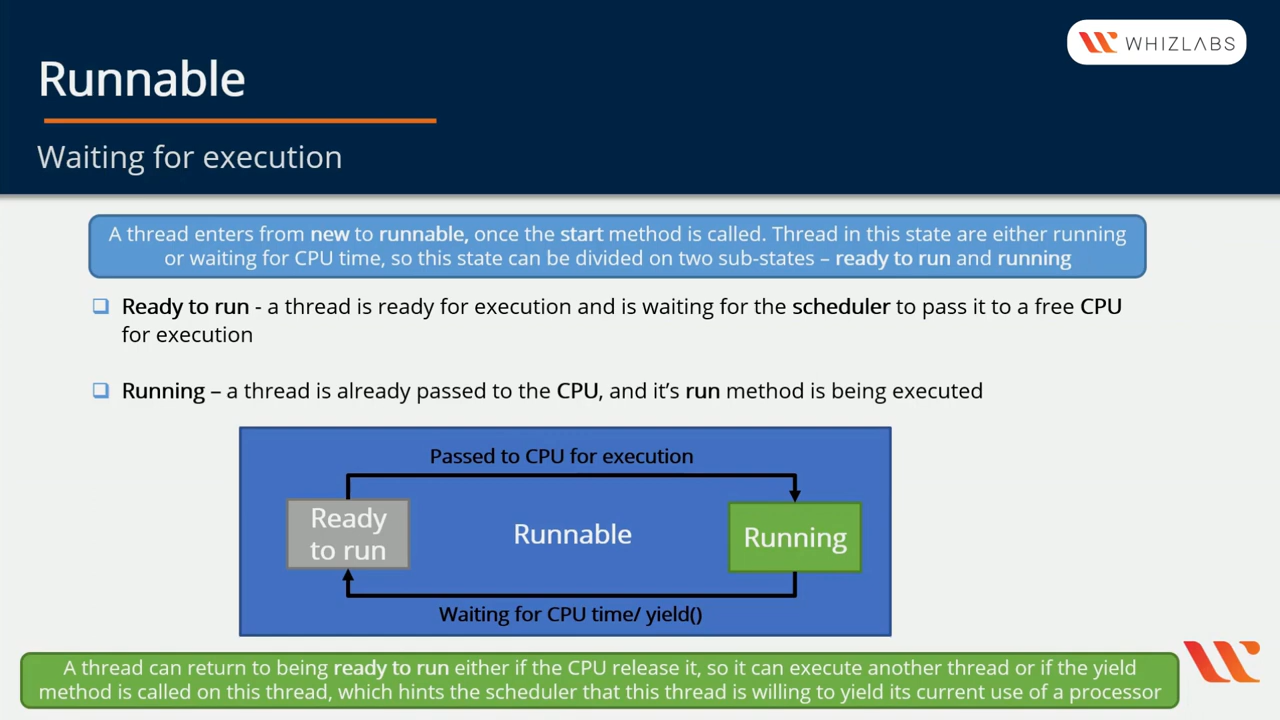 WHIZLABS
Runnable
Waiting for execution
A thread enters from new to runnable, once the start method is called. Thread in this state are either running
or waiting for CPU time, so this state can be divided on two sub-states – ready to run and running
Ready to run - a thread is ready for execution and is waiting for the scheduler to pass it to a free CPU
for execution
Running – a thread is already passed to the CPU, and it's run method is being executed
Passed to CPU for execution
Ready
to run
Runnable
Running
Waiting for CPU time/ yield()
A thread can return to being ready to run either if the CPU release it, so it can execute another thread or if the yield
method is called on this thread, which hints the scheduler that this thread is willing to yield its current use of a processor